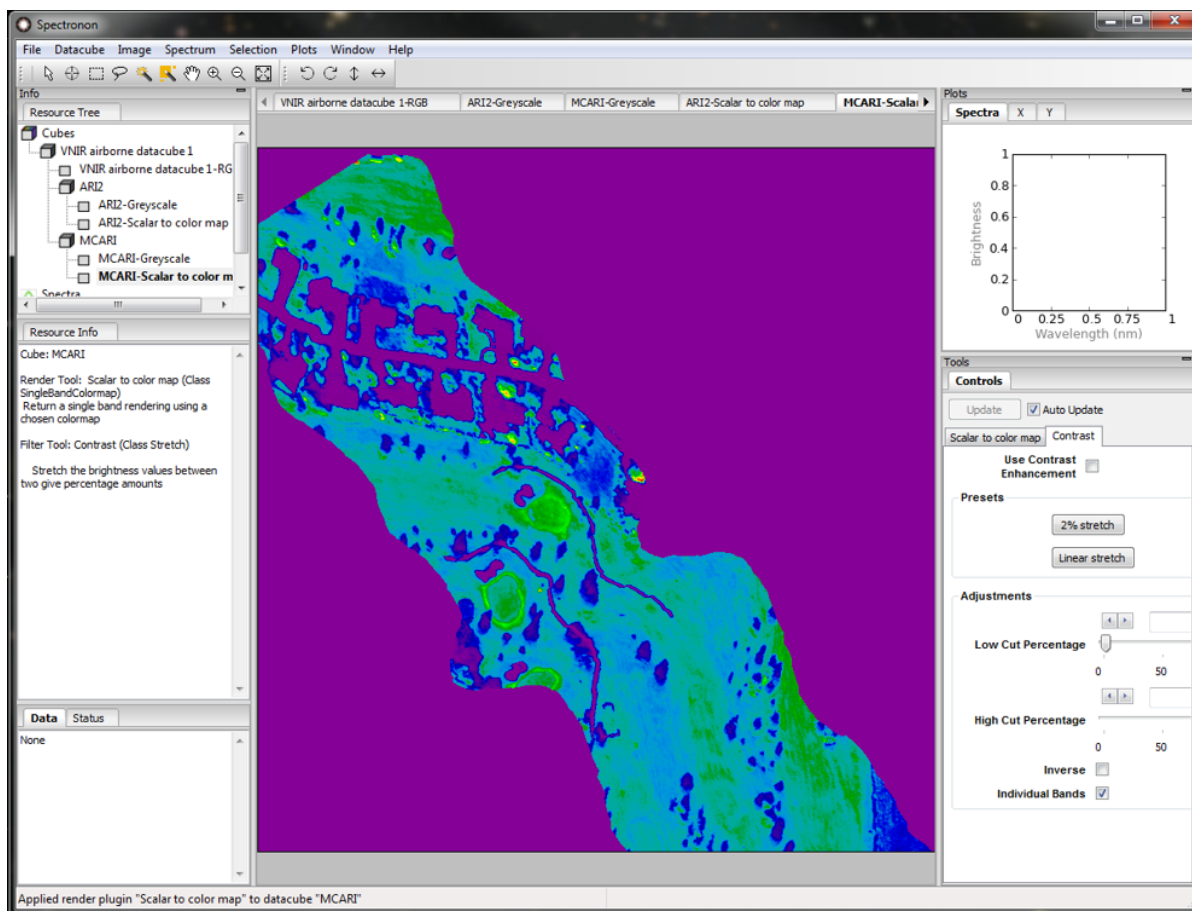 Spectronon
File Datacube Image Spectrum Selection Plots Window Help
Info
Resource Tree
Cubes
VNIR airborne datacube 1
VNIR airborne datacube 1-RG
ARI2
ARI2-Greyscale
ARI2-Scalar to color map
MCARI
MCARI-Greyscale
MCARI-Scalar to color m
Spectra
Resource Info
Cube: MCARI
Render Tool: Scalar to color map (Class
SingleBandColormap)
Return a single band rendering using a
chosen colormap
Filter Tool: Contrast (Class Stretch)
Stretch the brightness values between
two give percentage amounts
Data Status
None
VNIR airborne datacube 1-RGB ARI2-Greyscale MCARI-Greyscale ARI2-Scalar to color map MCARI-Scalar
Plots
Spectra X Y
1
0.8
0.6
0.4
0.2
0
Brightness
0 0.25 0.5 0.75 1
Wavelength (nm)
Tools
Controls
Update Auto Update
Scalar to color map Contrast
Use Contrast
Enhancement
Presets
2% stretch
Linear stretch
Adjustments
Low Cut Percentage
0 50
High Cut Percentage
0 50
Inverse
Individual Bands
Applied render plugin "Scalar to color map" to datacube "MCARI"